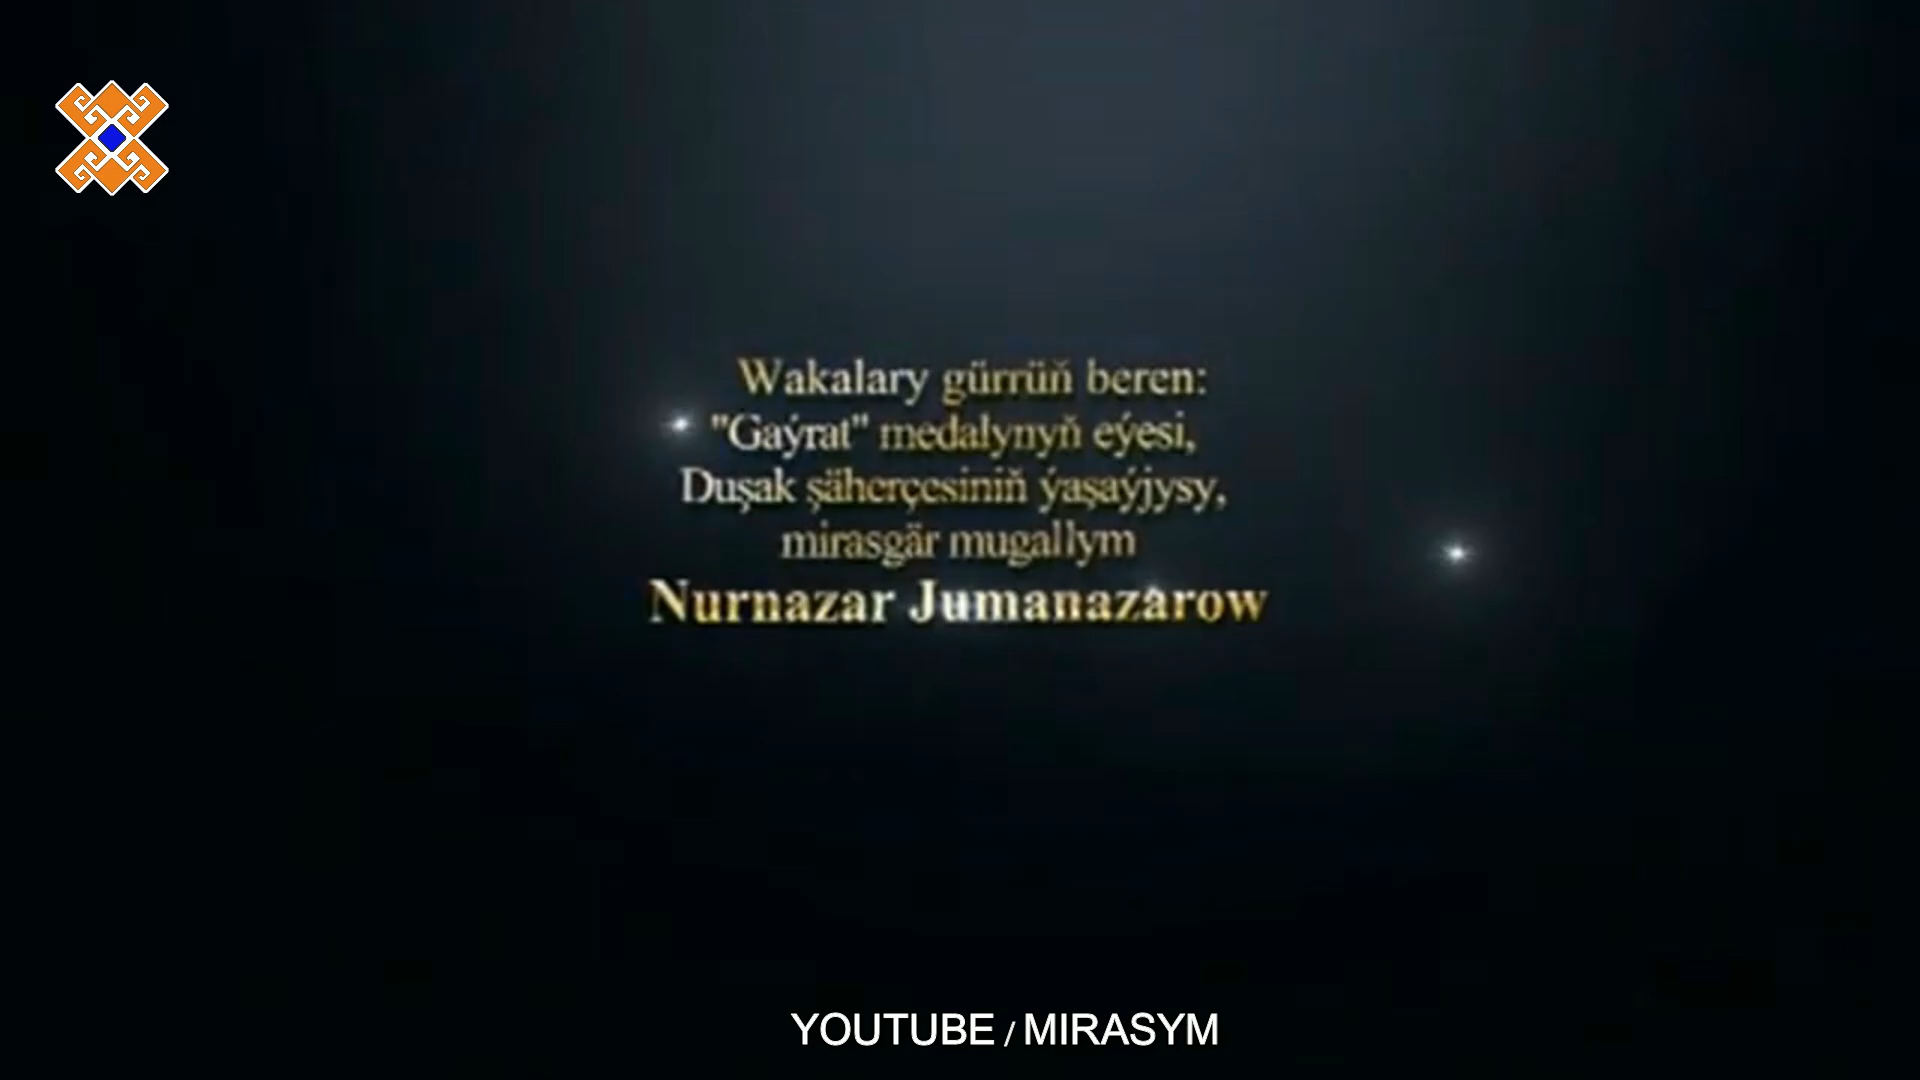 Wakalary gürrüň beren:
"Gaýrat" medalynyň eýesi,
Duşak şäherçesiniň ýaşaýjysy,
mirasgär mugallym
Nurnazar Jumanazarow
YOUTUBE / MIRASYM